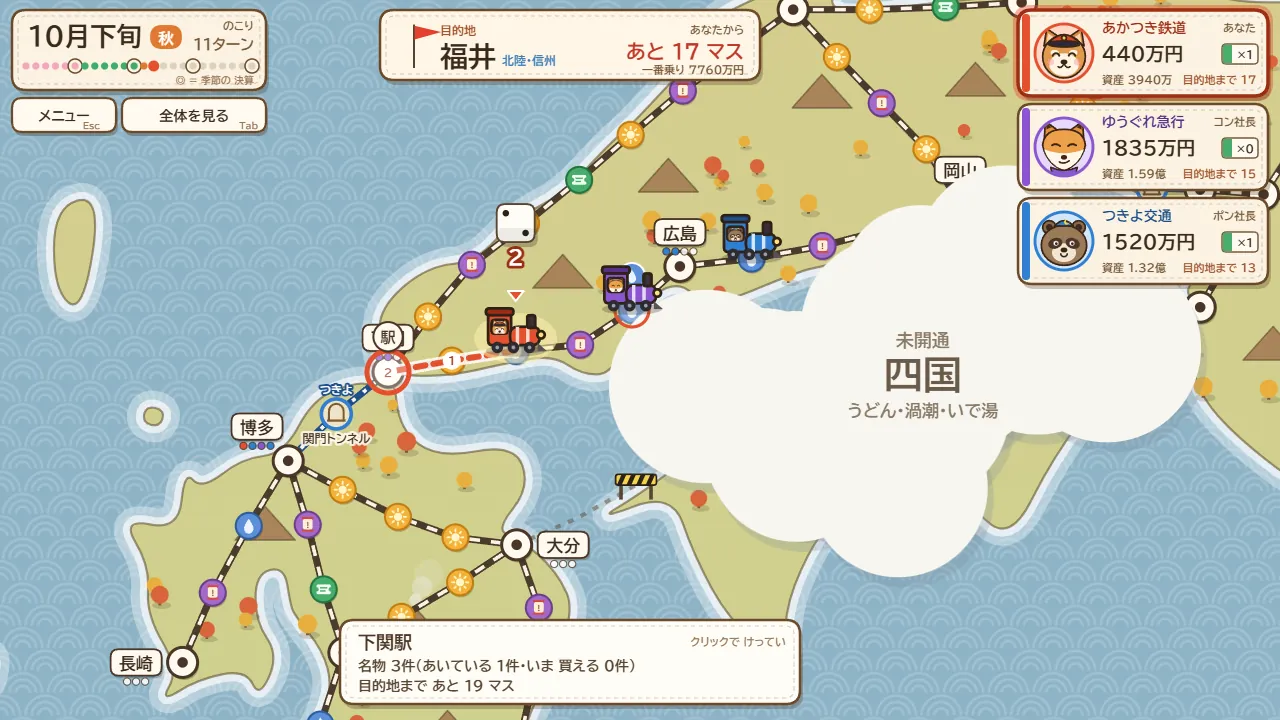 10月下旬 秋
のこり
11ターン
◎ = 季節の 決算
メニュー Esc
全体を見る Tab
目的地
福井 北陸・信州
あなたから
あと 17 マス
一番乗り 7760万円
あかつき鉄道 あなた
440万円 ×1
資産 3940万 目的地まで 17
ゆうぐれ急行 コン社長
1835万円 ×0
資産 1.59億 目的地まで 15
つきよ交通 ポン社長
1520万円 ×1
資産 1.32億 目的地まで 13
岡山
広島
2
駅
1
2
つきよ
関門トンネル
博多
大分
長崎
未開通
四国
うどん・渦潮・いで湯
下関駅 クリックで けってい
名物 3件(あいている 1件・いま 買える 0件)
目的地まで あと 19 マス